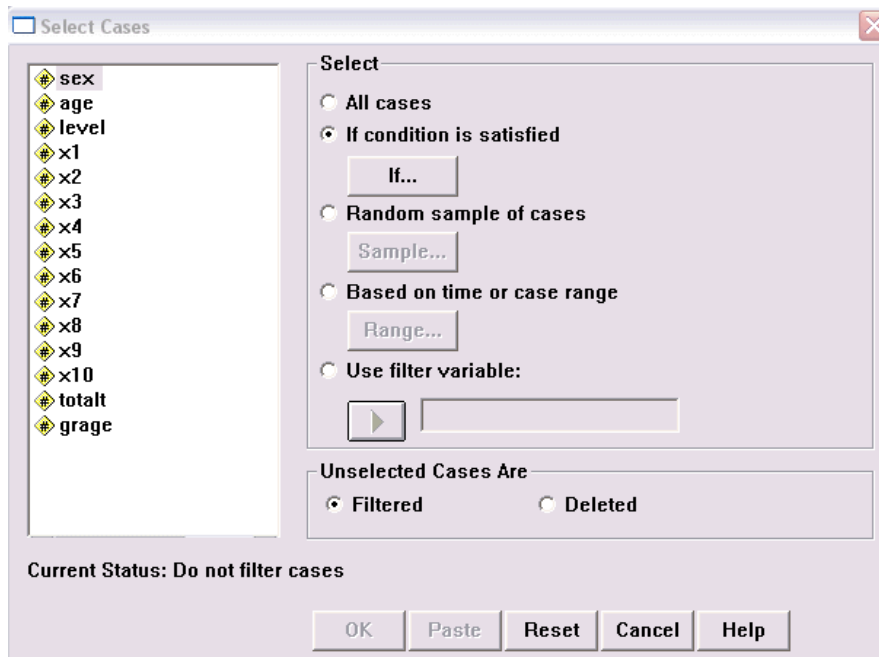 Select Cases
sex
age
level
x1
x2
x3
x4
x5
x6
x7
x8
x9
x10
totalt
grage
Select
All cases
If condition is satisfied
If...
Random sample of cases
Sample...
Based on time or case range
Range...
Use filter variable:
Unselected Cases Are
Filtered
Deleted
Current Status: Do not filter cases
OK Paste Reset Cancel Help